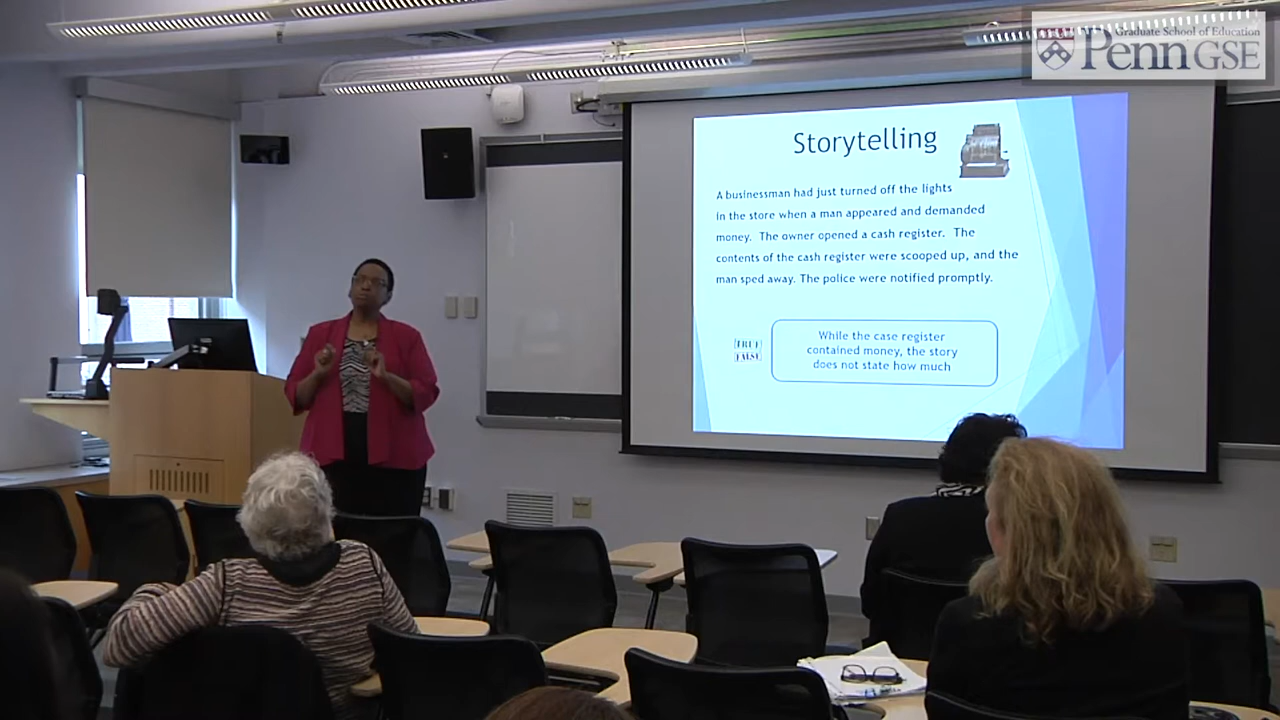 Graduate School of Education
PennGSE
Storytelling
A businessman had just turned off the lights
in the store when a man appeared and demanded
money. The owner opened a cash register. The
contents of the cash register were scooped up, and the
man sped away. The police were notified promptly.
TRUE
FALSE
While the case register
contained money, the story
does not state how much